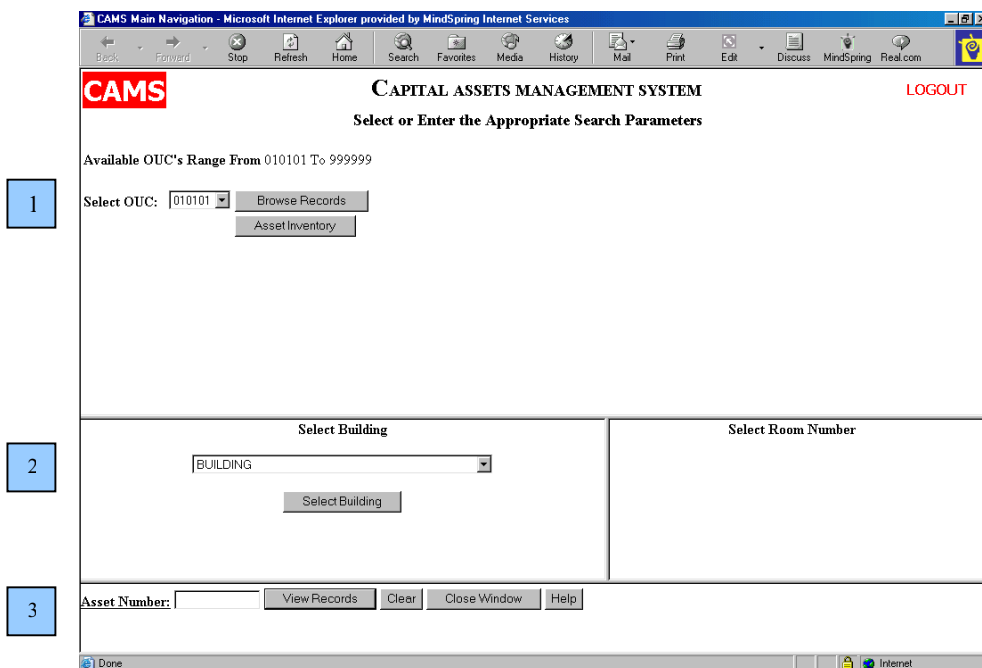 CAMS Main Navigation - Microsoft Internet Explorer provided by MindSpring Internet Services
Back Forward Stop Refresh Home Search Favorites Media History Mail Print Edit Discuss MindSpring Real.com
CAMS CAPITAL ASSETS MANAGEMENT SYSTEM LOGOUT
Select or Enter the Appropriate Search Parameters
Available OUC's Range From 010101 To 999999
1 Select OUC: 010101 Browse Records
Asset Inventory
Select Building Select Room Number
2 BUILDING
Select Building
3 Asset Number: View Records Clear Close Window Help
Done Internet